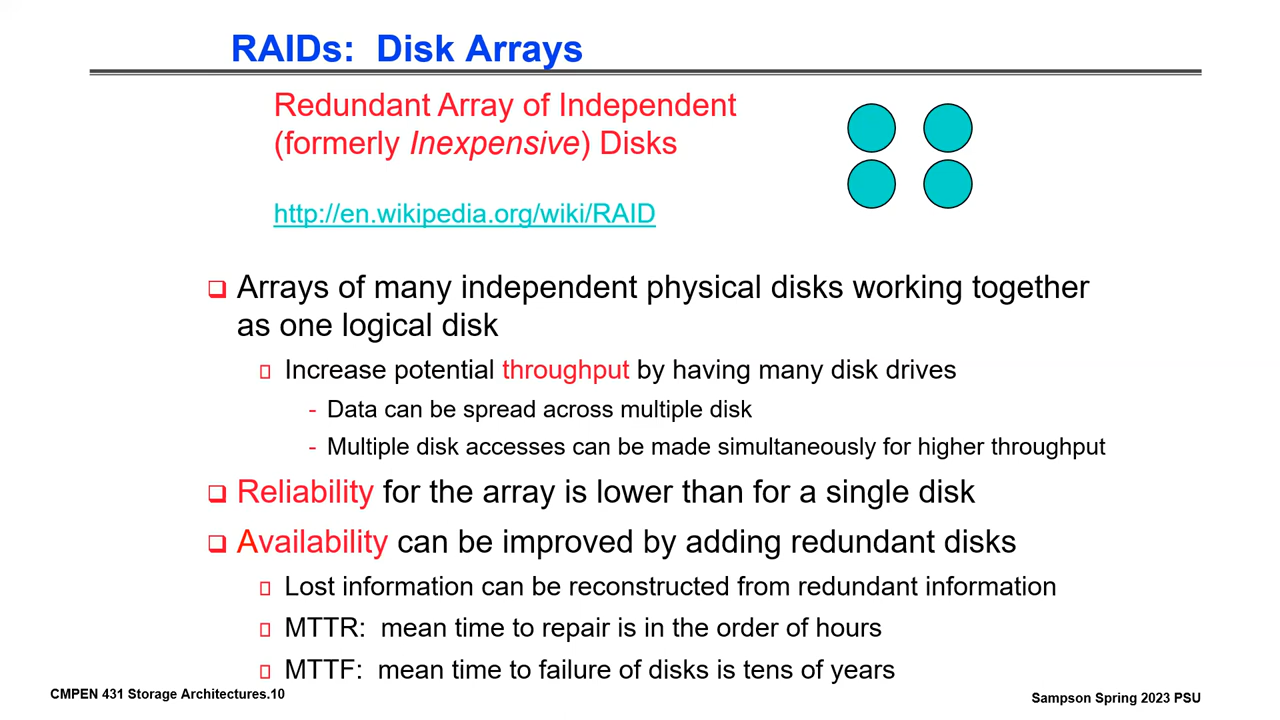 RAIDs: Disk Arrays
Redundant Array of Independent
(formerly Inexpensive) Disks
http://en.wikipedia.org/wiki/RAID
Arrays of many independent physical disks working together
as one logical disk
Increase potential throughput by having many disk drives
- Data can be spread across multiple disk
- Multiple disk accesses can be made simultaneously for higher throughput
Reliability for the array is lower than for a single disk
Availability can be improved by adding redundant disks
Lost information can be reconstructed from redundant information
MTTR: mean time to repair is in the order of hours
MTTF: mean time to failure of disks is tens of years
CMPEN 431 Storage Architectures.10
Sampson Spring 2023 PSU